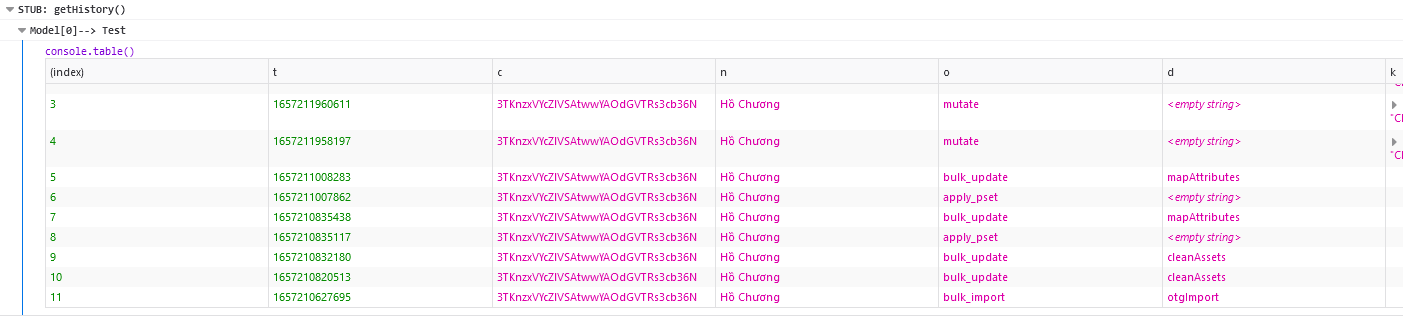 STUB: getHistory()
Model[0]--> Test
console.table()
(index) t c n o d k
3 1657211960611 3TKnzxVYcZIVSAtwwYAOdGVTRs3cb36N Hồ Chương mutate <empty string>
"Cl
4 1657211958197 3TKnzxVYcZIVSAtwwYAOdGVTRs3cb36N Hồ Chương mutate <empty string>
"Cl
5 1657211008283 3TKnzxVYcZIVSAtwwYAOdGVTRs3cb36N Hồ Chương bulk_update mapAttributes
6 1657211007862 3TKnzxVYcZIVSAtwwYAOdGVTRs3cb36N Hồ Chương apply_pset <empty string>
7 1657210835438 3TKnzxVYcZIVSAtwwYAOdGVTRs3cb36N Hồ Chương bulk_update mapAttributes
8 1657210835117 3TKnzxVYcZIVSAtwwYAOdGVTRs3cb36N Hồ Chương apply_pset <empty string>
9 1657210832180 3TKnzxVYcZIVSAtwwYAOdGVTRs3cb36N Hồ Chương bulk_update cleanAssets
10 1657210820513 3TKnzxVYcZIVSAtwwYAOdGVTRs3cb36N Hồ Chương bulk_update cleanAssets
11 1657210627695 3TKnzxVYcZIVSAtwwYAOdGVTRs3cb36N Hồ Chương bulk_import otgImport